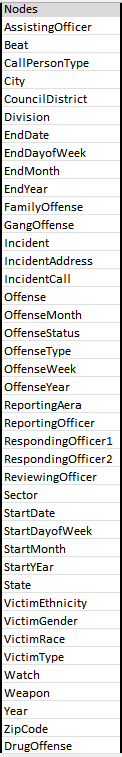 Nodes
AssistingOfficer
Beat
CallPersonType
City
CouncilDistrict
Division
EndDate
EndDayofWeek
EndMonth
EndYear
FamilyOffense
GangOffense
Incident
IncidentAddress
IncidentCall
Offense
OffenseMonth
OffenseStatus
OffenseType
OffenseWeek
OffenseYear
ReportingAera
ReportingOfficer
RespondingOfficer1
RespondingOfficer2
ReviewingOfficer
Sector
StartDate
StartDayofWeek
StartMonth
StartYEar
State
VictimEthnicity
VictimGender
VictimRace
VictimType
Watch
Weapon
Year
ZipCode
DrugOffense